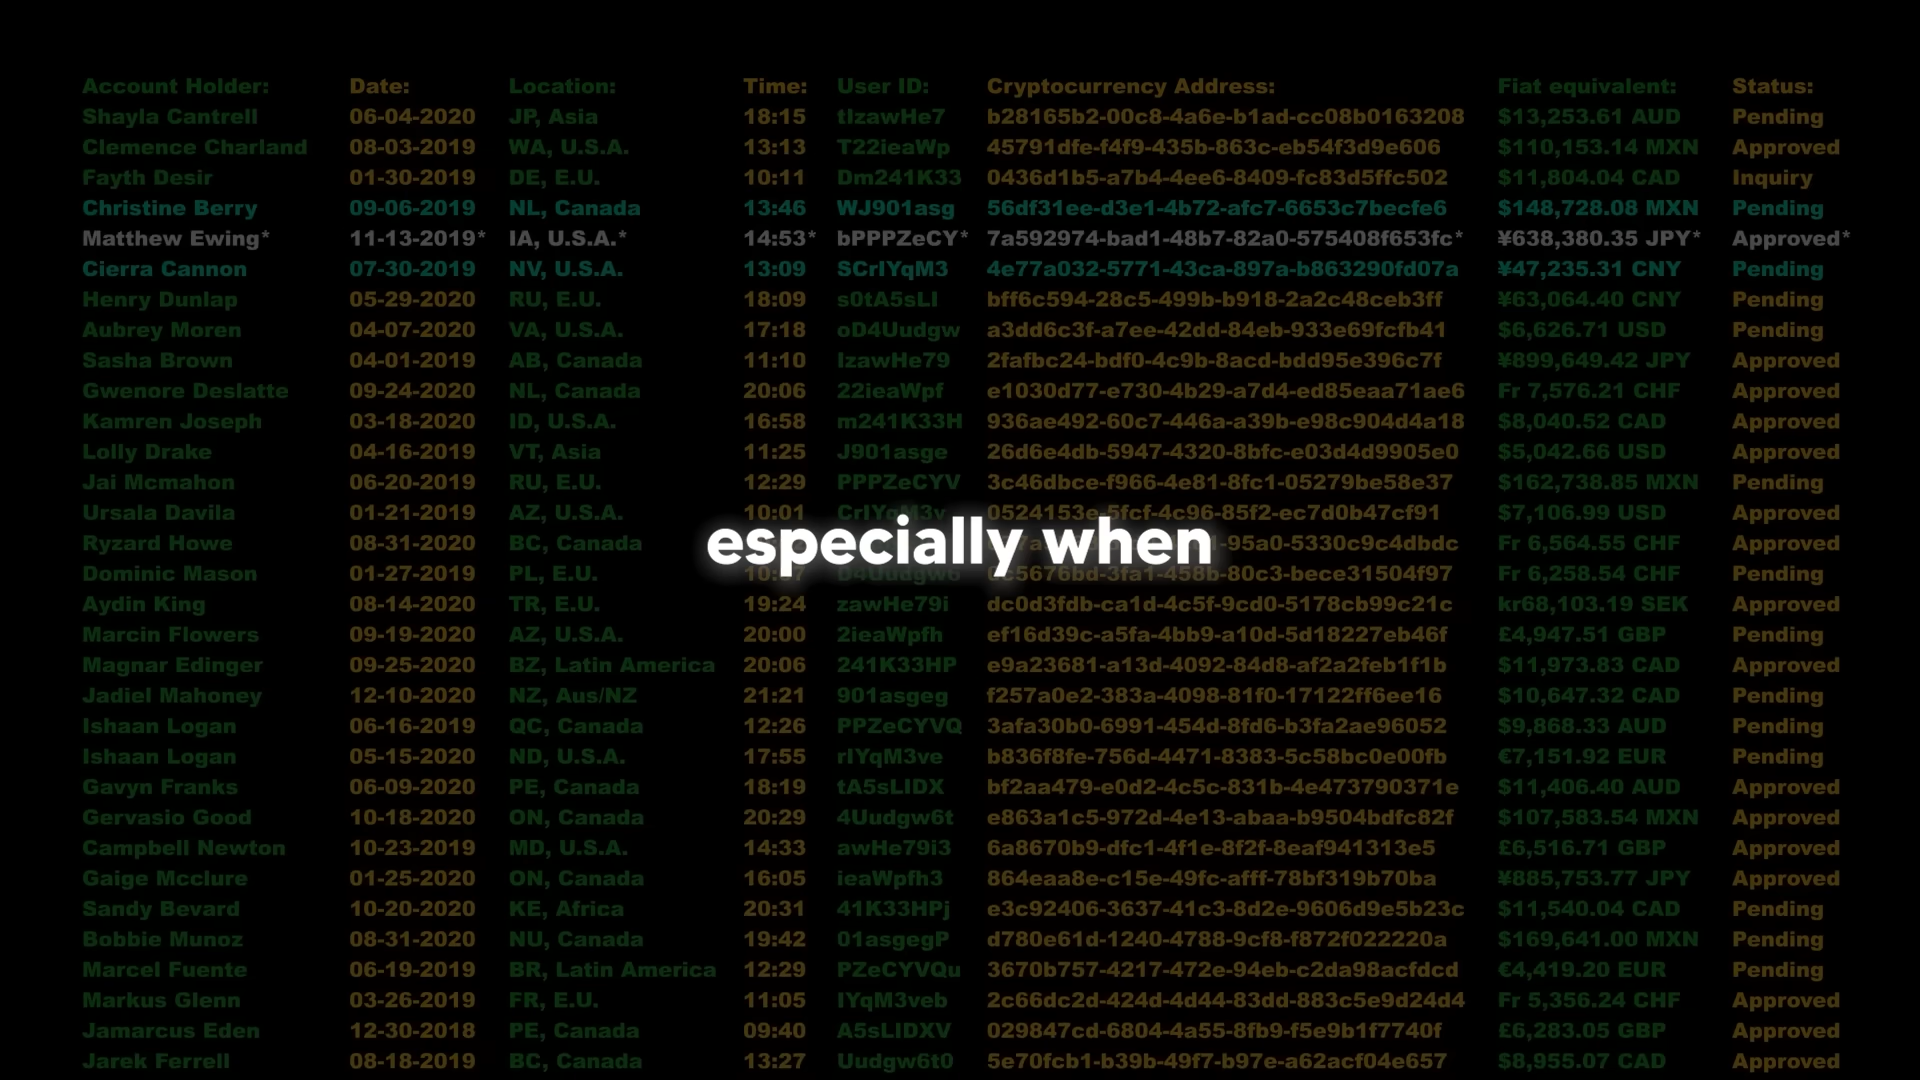 Account Holder: Date: Location: Time: User ID: Cryptocurrency Address: Fiat equivalent: Status:
Shayla Cantrell 06-04-2020 JP, Asia 18:15 tIzawHe7 b28165b2-00c8-4a6e-b1ad-cc08b0163208 $13,253.61 AUD Pending
Clemence Charland 08-03-2019 WA, U.S.A. 13:13 T22ieaWp 45791dfe-f4f9-435b-863c-eb54f3d9e606 $110,153.14 MXN Approved
Fayth Desir 01-30-2019 DE, E.U. 10:11 Dm241K33 0436d1b5-a7b4-4ee6-8409-fc83d5ffc502 $11,804.04 CAD Inquiry
Christine Berry 09-06-2019 NL, Canada 13:46 WJ901asg 56df31ee-d3e1-4b72-afc7-6653c7becfe6 $148,728.08 MXN Pending
Matthew Ewing* 11-13-2019* IA, U.S.A.* 14:53* bPPPZeCY* 7a592974-bad1-48b7-82a0-575408f653fc* ¥638,380.35 JPY* Approved*
Cierra Cannon 07-30-2019 NV, U.S.A. 13:09 SCrIYqM3 4e77a032-5771-43ca-897a-b863290fd07a ¥47,235.31 CNY Pending
Henry Dunlap 05-29-2020 RU, E.U. 18:09 s0tA5sLI bff6c594-28c5-499b-b918-2a2c48ceb3ff ¥63,064.40 CNY Pending
Aubrey Moren 04-07-2020 VA, U.S.A. 17:18 oD4Uudgw a3dd6c3f-a7ee-42dd-84eb-933e69fcfb41 $6,626.71 USD Pending
Sasha Brown 04-01-2019 AB, Canada 11:10 IzawHe79 2fafbc24-bdf0-4c9b-8acd-bdd95e396c7f ¥899,649.42 JPY Approved
Gwenore Deslatte 09-24-2020 NL, Canada 20:06 22ieaWpf e1030d77-e730-4b29-a7d4-ed85eaa71ae6 Fr 7,576.21 CHF Approved
Kamren Joseph 03-18-2020 ID, U.S.A. 16:58 m241K33H 936ae492-60c7-446a-a39b-e98c904d4a18 $8,040.52 CAD Approved
Lolly Drake 04-16-2019 VT, Asia 11:25 J901asge 26d6e4db-5947-4320-8bfc-e03d4d9905e0 $5,042.66 USD Approved
Jai Mcmahon 06-20-2019 RU, E.U. 12:29 PPPZeCYV 3c46dbce-f966-4e81-8fc1-05279be58e37 $162,738.85 MXN Pending
Ursala Davila 01-21-2019 AZ, U.S.A. 10:01 CrIYqM3v 0524153e-5fcf-4c96-85f2-ec7d0b47cf91 $7,106.99 USD Approved
Ryzard Howe 08-31-2020 BC, Canada -95a0-5330c9c4dbdc Fr 6,564.55 CHF Approved
especially when
Dominic Mason 01-27-2019 PL, E.U. -80c3-bece31504f97 Fr 6,258.54 CHF Pending
Aydin King 08-14-2020 TR, E.U. 19:24 zawHe79i dc0d3fdb-ca1d-4c5f-9cd0-5178cb99c21c kr68,103.19 SEK Approved
Marcin Flowers 09-19-2020 AZ, U.S.A. 20:00 2ieaWpfh ef16d39c-a5fa-4bb9-a10d-5d18227eb46f £4,947.51 GBP Pending
Magnar Edinger 09-25-2020 BZ, Latin America 20:06 241K33HP e9a23681-a13d-4092-84d8-af2a2feb1f1b $11,973.83 CAD Approved
Jadiel Mahoney 12-10-2020 NZ, Aus/NZ 21:21 901asgeg f257a0e2-383a-4098-81f0-17122ff6ee16 $10,647.32 CAD Pending
Ishaan Logan 06-16-2019 QC, Canada 12:26 PPZeCYVQ 3afa30b0-6991-454d-8fd6-b3fa2ae96052 $9,868.33 AUD Pending
Ishaan Logan 05-15-2020 ND, U.S.A. 17:55 rIYqM3ve b836f8fe-756d-4471-8383-5c58bc0e00fb €7,151.92 EUR Pending
Gavyn Franks 06-09-2020 PE, Canada 18:19 tA5sLIDX bf2aa479-e0d2-4c5c-831b-4e473790371e $11,406.40 AUD Approved
Gervasio Good 10-18-2020 ON, Canada 20:29 4Uudgw6t e863a1c5-972d-4e13-abaa-b9504bdfc82f $107,583.54 MXN Approved
Campbell Newton 10-23-2019 MD, U.S.A. 14:33 awHe79i3 6a8670b9-dfc1-4f1e-8f2f-8eaf941313e5 £6,516.71 GBP Approved
Gaige Mcclure 01-25-2020 ON, Canada 16:05 ieaWpfh3 864eaa8e-c15e-49fc-afff-78bf319b70ba ¥885,753.77 JPY Approved
Sandy Bevard 10-20-2020 KE, Africa 20:31 41K33HPj e3c92406-3637-41c3-8d2e-9606d9e5b23c $11,540.04 CAD Pending
Bobbie Munoz 08-31-2020 NU, Canada 19:42 01asgegP d780e61d-1240-4788-9cf8-f872f022220a $169,641.00 MXN Pending
Marcel Fuente 06-19-2019 BR, Latin America 12:29 PZeCYVQu 3670b757-4217-472e-94eb-c2da98acfdcd €4,419.20 EUR Pending
Markus Glenn 03-26-2019 FR, E.U. 11:05 IYqM3veb 2c66dc2d-424d-4d44-83dd-883c5e9d24d4 Fr 5,356.24 CHF Approved
Jamarcus Eden 12-30-2018 PE, Canada 09:40 A5sLIDXV 029847cd-6804-4a55-8fb9-f5e9b1f7740f £6,283.05 GBP Approved
Jarek Ferrell 08-18-2019 BC, Canada 13:27 Uudgw6t0 5e70fcb1-b39b-49f7-b97e-a62acf04e657 $8,955.07 CAD Approved